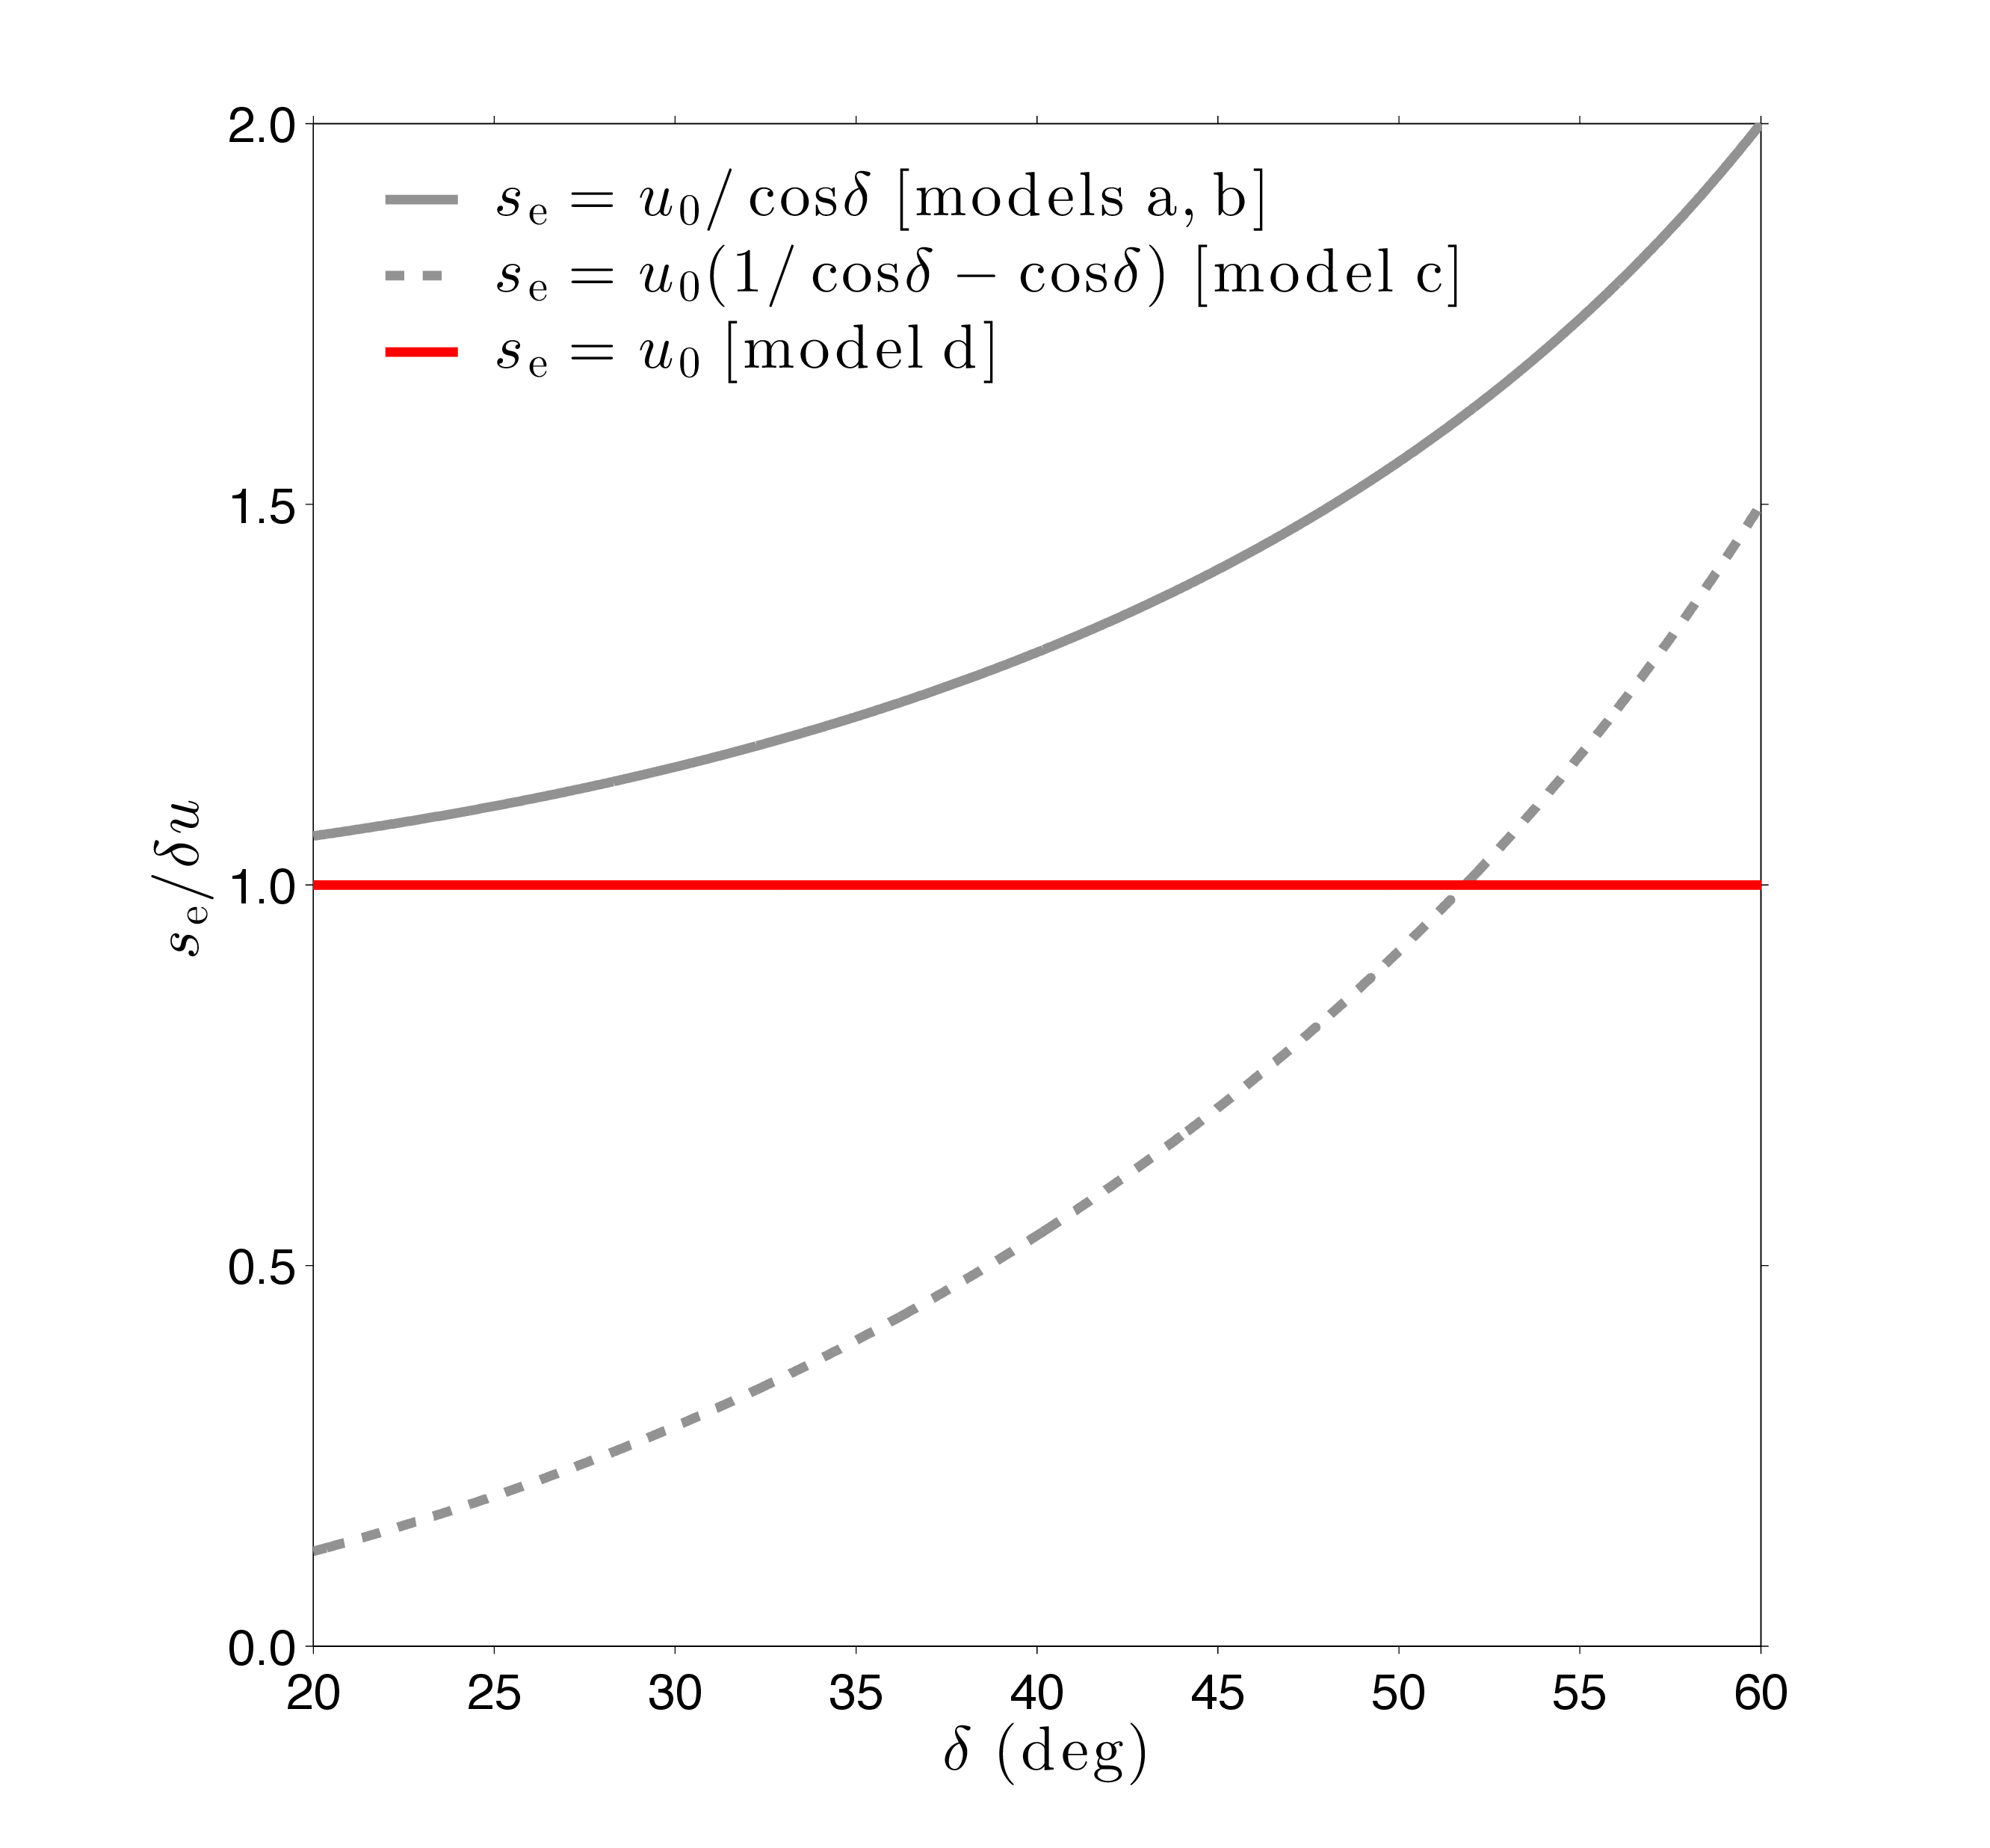 2.0
s_e = u_0/ cosδ [models a, b]
s_e = u_0(1/ cosδ − cosδ) [model c]
s_e = u_0 [model d]
1.5
s_e/δu
1.0
0.5
0.0
20 25 30 35 40 45 50 55 60
δ (deg)